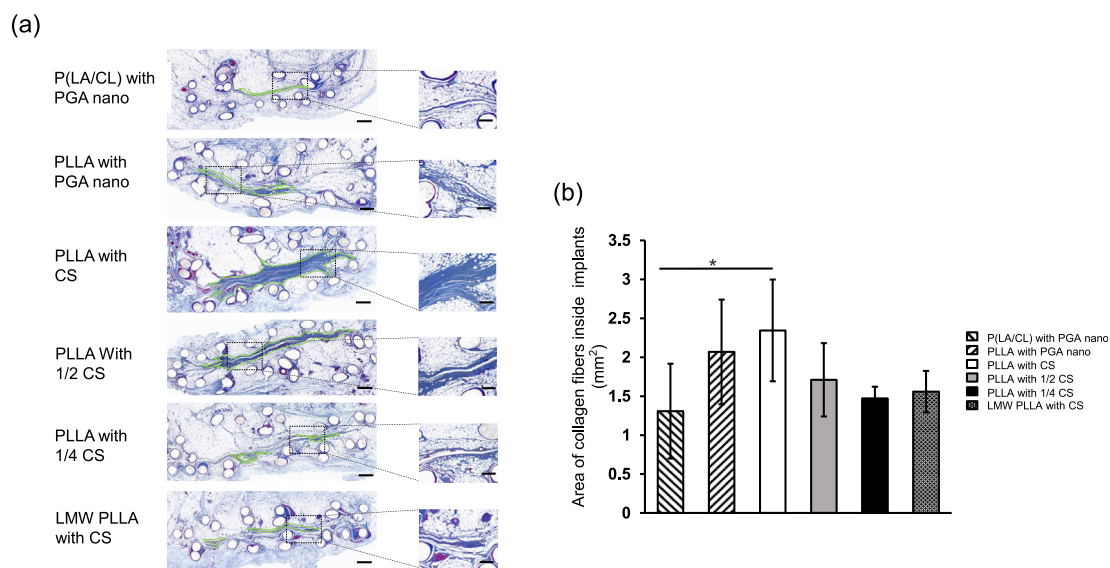 (a)
P(LA/CL) with
PGA nano
PLLA with
PGA nano
PLLA with
CS
PLLA With
1/2 CS
PLLA with
1/4 CS
LMW PLLA
with CS
(b)
Area of collagen fibers inside implants
(mm²)
3.5
3
2.5
2
1.5
1
0.5
0
*
P(LA/CL) with PGA nano
PLLA with PGA nano
PLLA with CS
PLLA with 1/2 CS
PLLA with 1/4 CS
LMW PLLA with CS